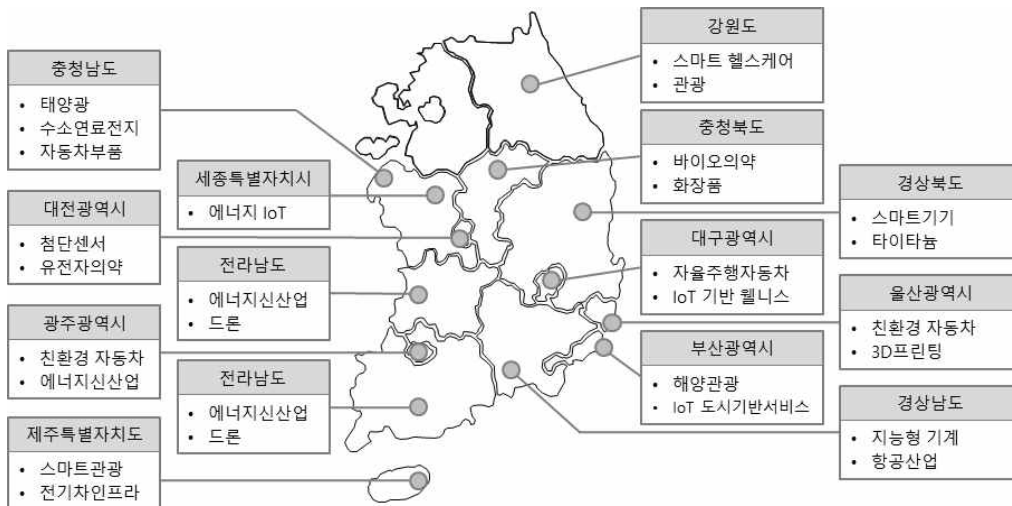 강원도
• 스마트 헬스케어
• 관광
충청남도
• 태양광
• 수소연료전지
• 자동차부품
충청북도
• 바이오의약
• 화장품
세종특별자치시
• 에너지 IoT
경상북도
• 스마트기기
• 타이타늄
대전광역시
• 첨단센서
• 유전자의약
대구광역시
• 자율주행자동차
• IoT 기반 웰니스
전라남도
• 에너지신산업
• 드론
울산광역시
• 친환경 자동차
• 3D프린팅
광주광역시
• 친환경 자동차
• 에너지신산업
부산광역시
• 해양관광
• IoT 도시기반서비스
전라남도
• 에너지신산업
• 드론
경상남도
• 지능형 기계
• 항공산업
제주특별자치도
• 스마트관광
• 전기차인프라